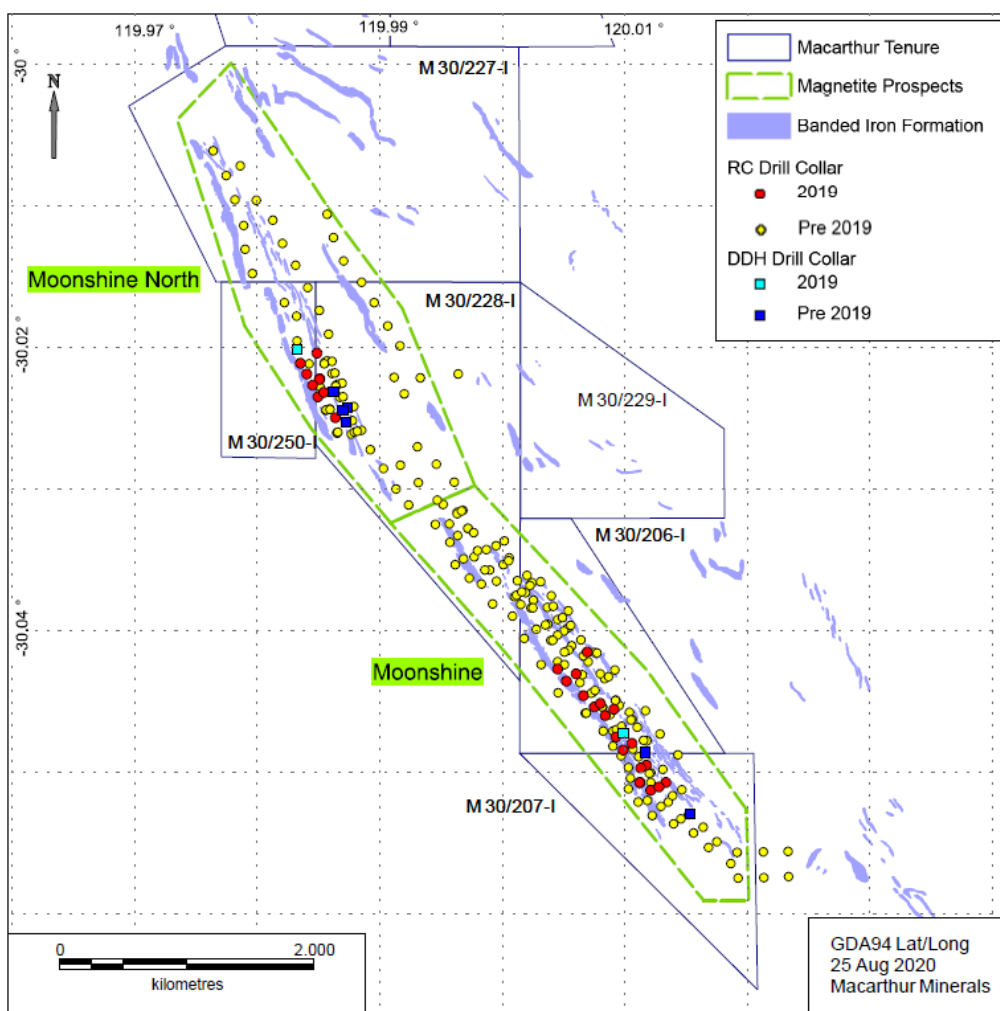 119.97 °
119.99 °
120.01 °
-30 °
-30.02 °
-30.04 °
N
M 30/227-I
Moonshine North
M 30/228-I
M 30/229-I
M 30/250-I
M 30/206-I
Moonshine
M 30/207-I
Macarthur Tenure
Magnetite Prospects
Banded Iron Formation
RC Drill Collar
2019
Pre 2019
DDH Drill Collar
2019
Pre 2019
0 2.000
kilometres
GDA94 Lat/Long
25 Aug 2020
Macarthur Minerals